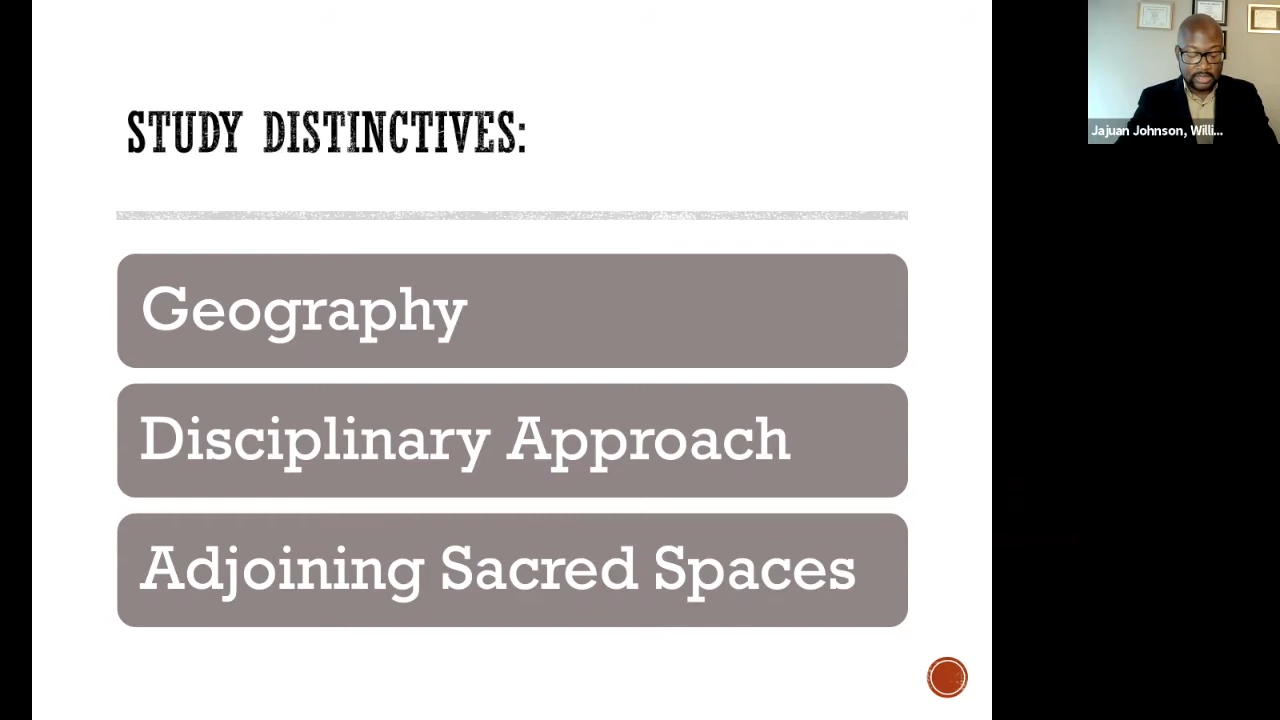 STUDY DISTINCTIVES:
Geography
Disciplinary Approach
Adjoining Sacred Spaces
Jajuan Johnson, Willi...